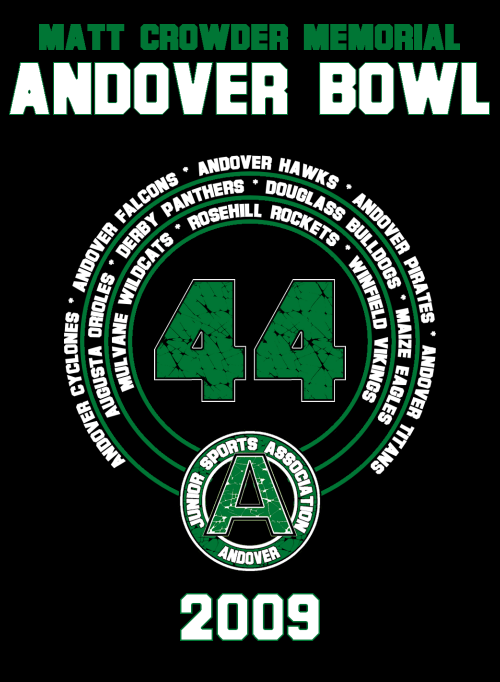 MATT CROWDER MEMORIAL
ANDOVER BOWL
ANDOVER CYCLONES * ANDOVER FALCONS * ANDOVER HAWKS * ANDOVER PIRATES * ANDOVER TITANS
AUGUSTA ORIOLES * DERBY PANTHERS * DOUGLASS BULLDOGS * MAIZE EAGLES
MULVANE WILDCATS * ROSEHILL ROCKETS * WINFIELD VIKINGS
44
JUNIOR SPORTS ASSOCIATION
A
ANDOVER
2009